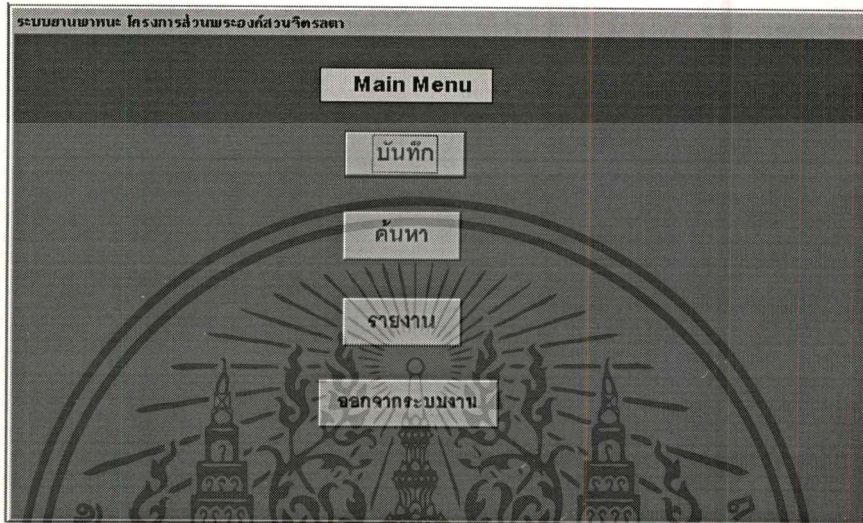 ระบบยานพาหนะ โครงการส่วนพระองค์สวนจิตรลดา
Main Menu
บันทึก
ค้นหา
รายงาน
ออกจากระบบงาน